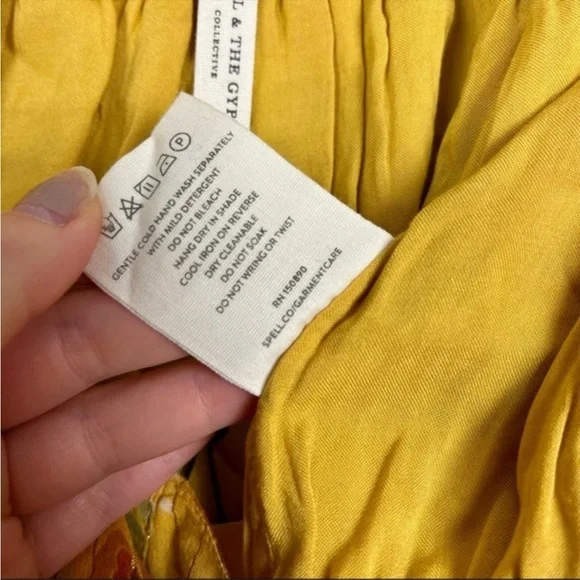 L & THE GYP
COLLECTIVE
P
GENTLE COLD HAND WASH SEPARATELY
WITH MILD DETERGENT
DO NOT BLEACH
HANG DRY IN SHADE
COOL IRON ON REVERSE
DRY CLEANABLE
DO NOT SOAK
DO NOT WRING OR TWIST
RN 150890
SPELL.CO/GARMENTCARE